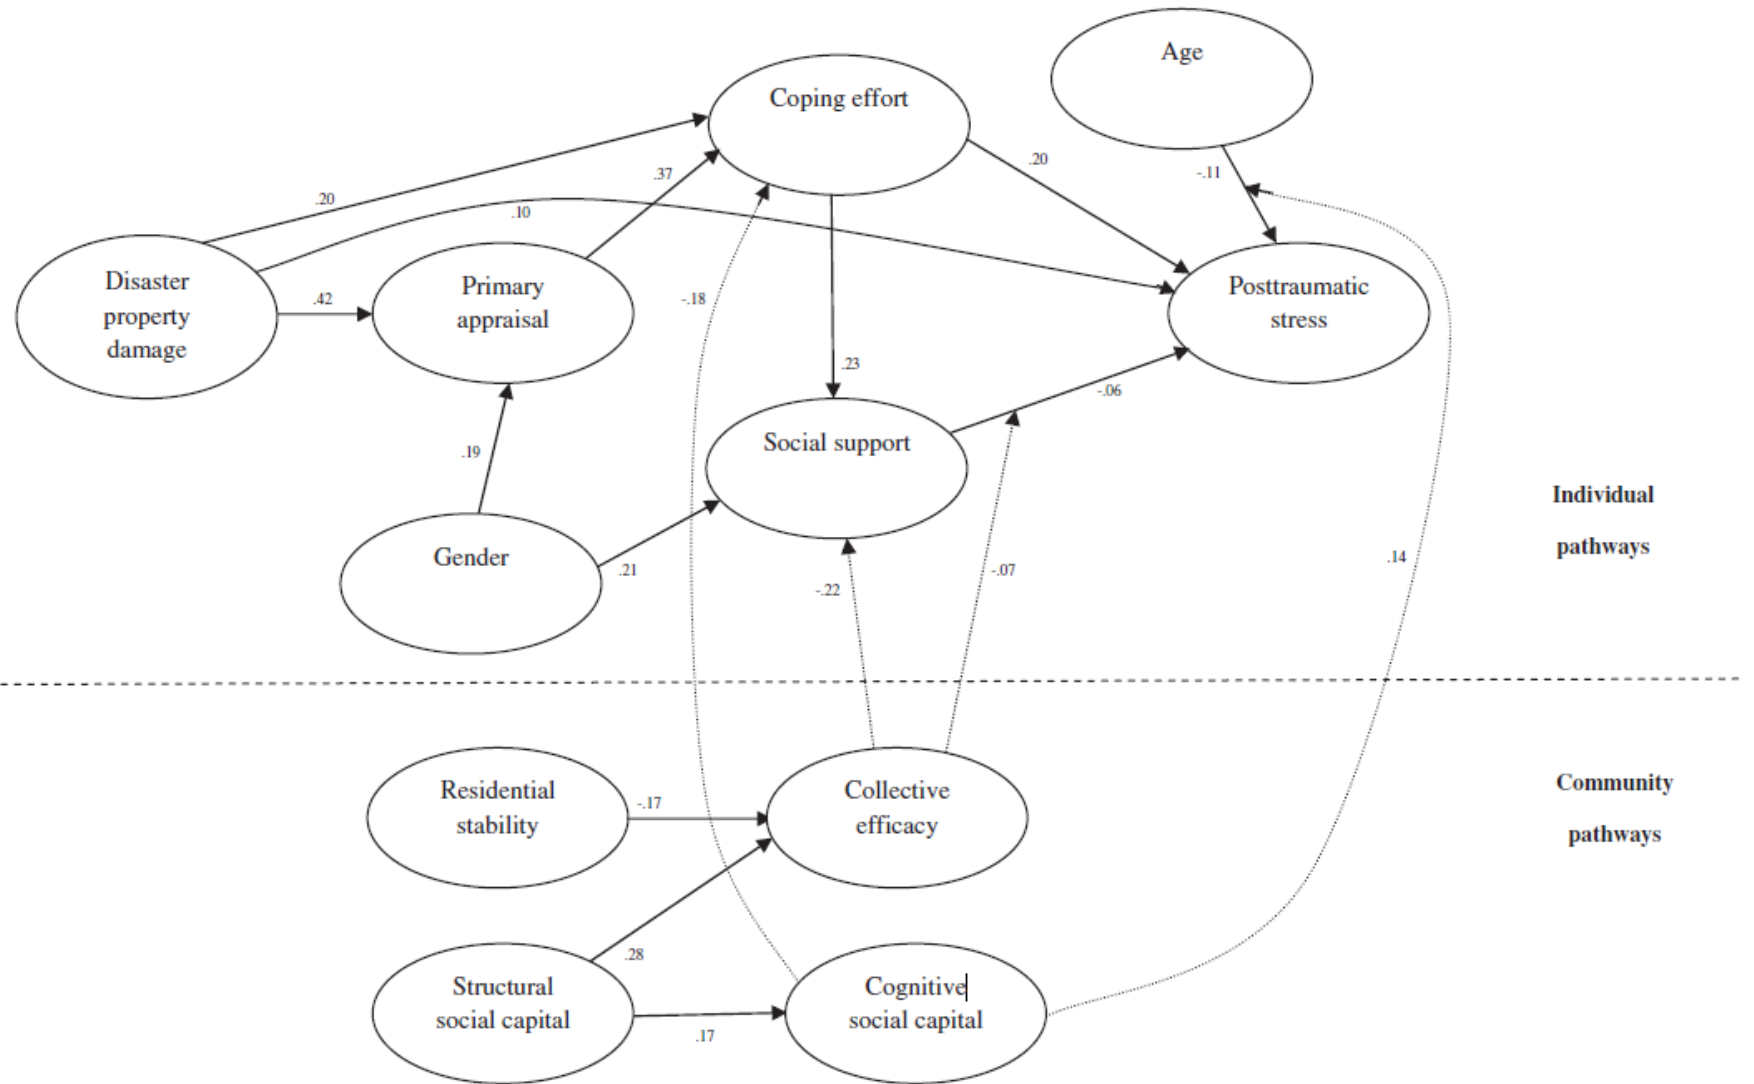 Age
Coping effort
-.11
.20
.37
.20
.10
Disaster
property
damage
.42
Primary
appraisal
-.18
Posttraumatic
stress
.23
-.06
Social support
.19
Gender
.21
-.22
-.07
.14
Individual
pathways
Residential
stability
-.17
Collective
efficacy
Community
pathways
.28
Structural
social capital
.17
Cognitive
social capital